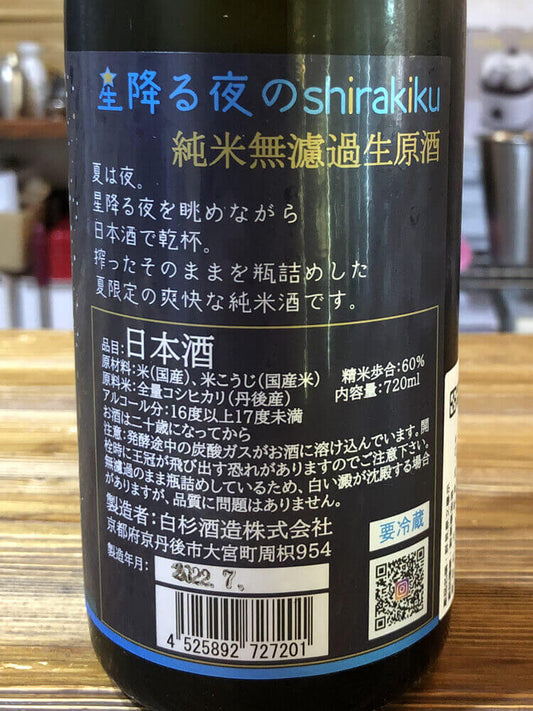 星降る夜のshirakiku
純米無濾過生原酒
夏は夜。
星降る夜を眺めながら
日本酒で乾杯。
搾ったそのままを瓶詰めした
夏限定の爽快な純米酒です。
品目:日本酒
原材料:米(国産)、米こうじ(国産米) 精米歩合:60%
原料米:全量コシヒカリ(丹後産) 内容量:720ml
アルコール分:16度以上17度未満
お酒は二十歳になってから
注意:発酵途中の炭酸ガスがお酒に溶け込んでいます。開
栓時に王冠が飛び出す恐れがありますのでご注意下さい。
無濾過のまま瓶詰めしているため、白い澱が沈殿する場合
がありますが、品質に問題はありません。
製造者:白杉酒造株式会社
京都府京丹後市大宮町周枳954
要冷蔵
製造年月:
2022.7.
4 525892 727201